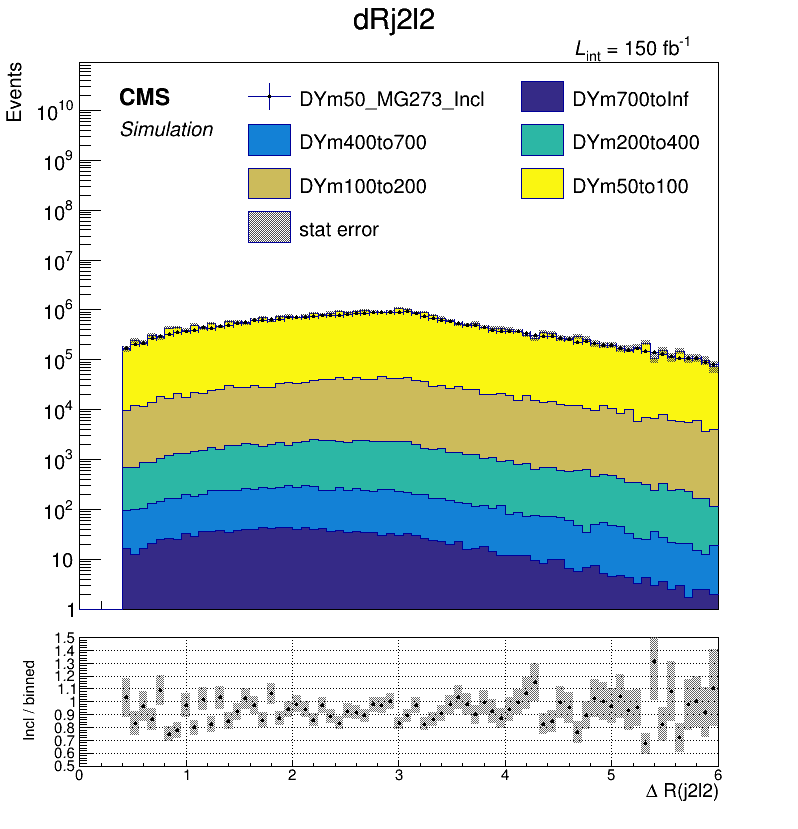 dRj2l2
L_int = 150 fb^-1
Events
CMS
Simulation
DYm50_MG273_Incl
DYm700toInf
DYm400to700
DYm200to400
DYm100to200
DYm50to100
stat error
10^10
10^9
10^8
10^7
10^6
10^5
10^4
10^3
10^2
10
1
Incl / binned
1.5
1.4
1.3
1.2
1.1
1
0.9
0.8
0.7
0.6
0.5
0 1 2 3 4 5 6
Δ R(j2l2)